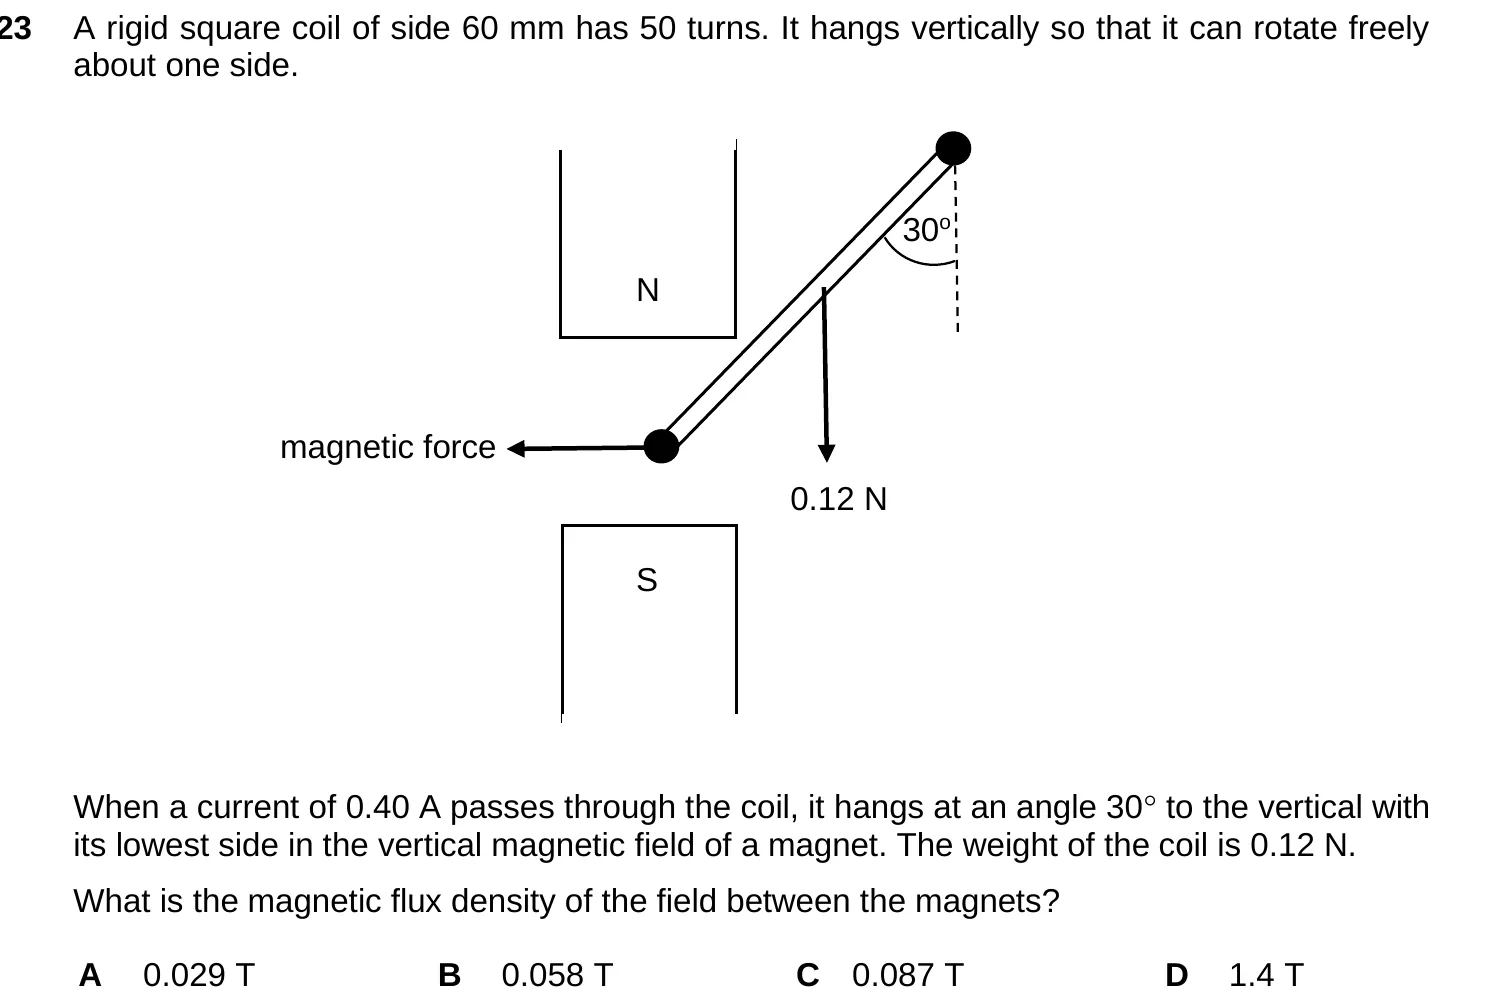 23 A rigid square coil of side 60 mm has 50 turns. It hangs vertically so that it can rotate freely
about one side.
30º
N
magnetic force
0.12 N
S
When a current of 0.40 A passes through the coil, it hangs at an angle 30° to the vertical with
its lowest side in the vertical magnetic field of a magnet. The weight of the coil is 0.12 N.
What is the magnetic flux density of the field between the magnets?
A 0.029 T B 0.058 T C 0.087 T D 1.4 T